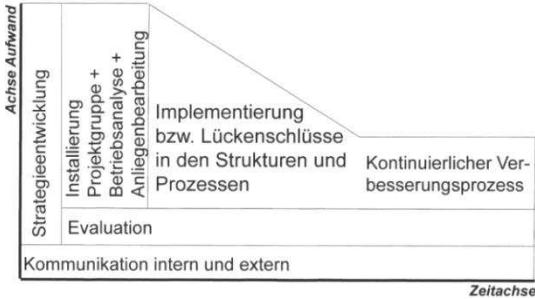 Achse Aufwand
Strategieentwicklung
Installierung
Projektgruppe +
Betriebsanalyse +
Anliegenbearbeitung
Implementierung
bzw. Lückenschlüsse
in den Strukturen und
Prozessen
Kontinuierlicher Ver-
besserungsprozess
Evaluation
Kommunikation intern und extern
Zeitachse